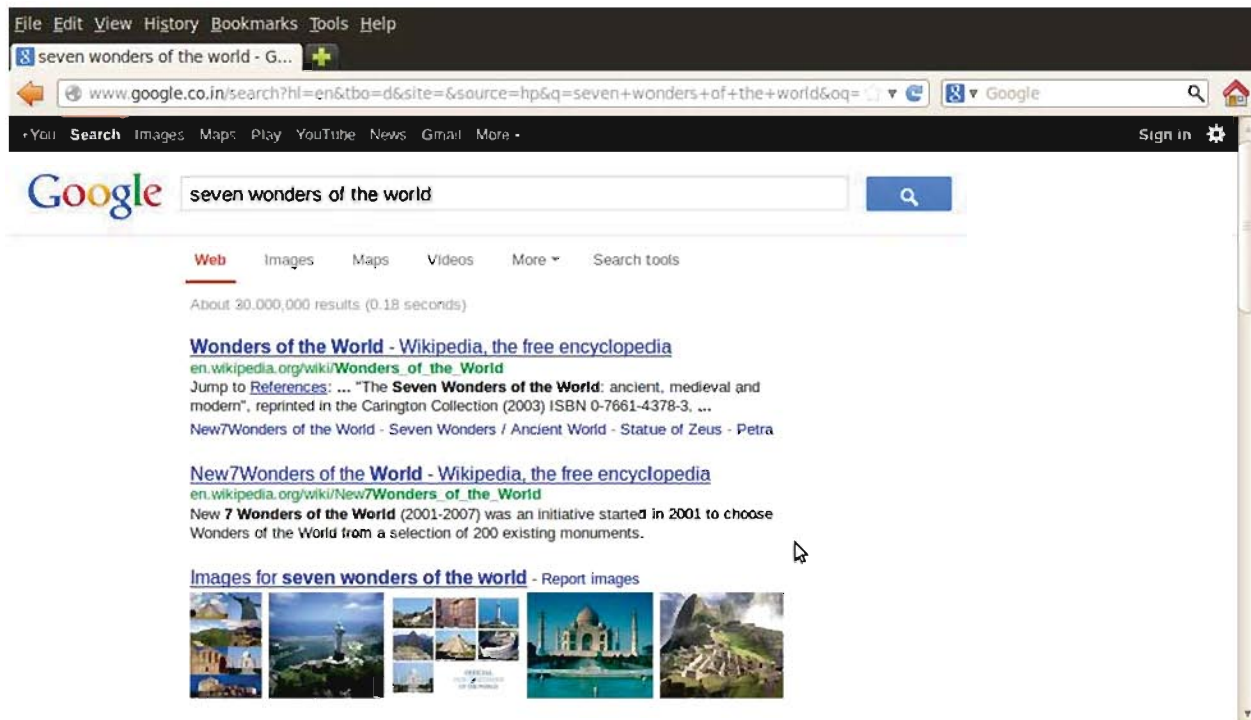 File Edit View History Bookmarks Tools Help
seven wonders of the world - G...
www.google.co.in/search?hl=en&tbo=d&site=&source=hp&q=seven+wonders+of+the+world&oq=
Google
+You Search Images Maps Play YouTube News Gmail More
Sign in
Google
seven wonders of the world
Web Images Maps Videos More Search tools
About 30,000,000 results (0.18 seconds)
Wonders of the World - Wikipedia, the free encyclopedia
en.wikipedia.org/wiki/Wonders_of_the_World
Jump to References: ... "The Seven Wonders of the World: ancient, medieval and
modern", reprinted in the Carington Collection (2003) ISBN 0-7661-4378-3, ...
New7Wonders of the World - Seven Wonders / Ancient World - Statue of Zeus - Petra
New7Wonders of the World - Wikipedia, the free encyclopedia
en.wikipedia.org/wiki/New7Wonders_of_the_World
New 7 Wonders of the World (2001-2007) was an initiative started in 2001 to choose
Wonders of the World from a selection of 200 existing monuments.
Images for seven wonders of the world - Report images
OFFICIAL
OF THE WORLD